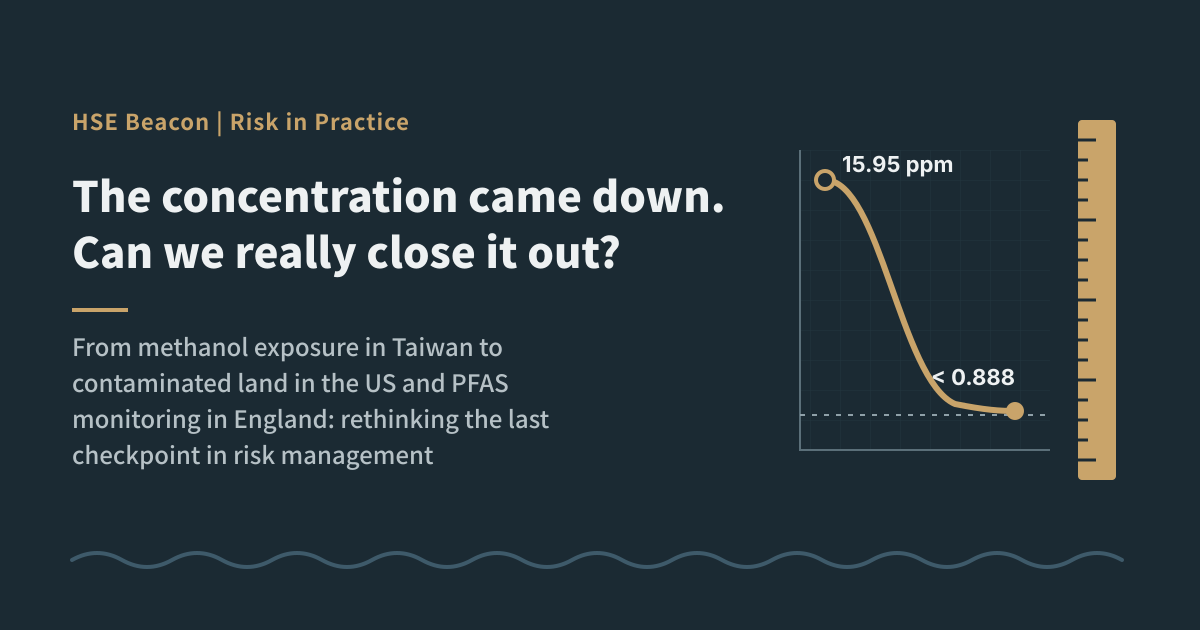 HSE Beacon | Risk in Practice
The concentration came down.
Can we really close it out?
From methanol exposure in Taiwan to
contaminated land in the US and PFAS
monitoring in England: rethinking the last
checkpoint in risk management
15.95 ppm
< 0.888